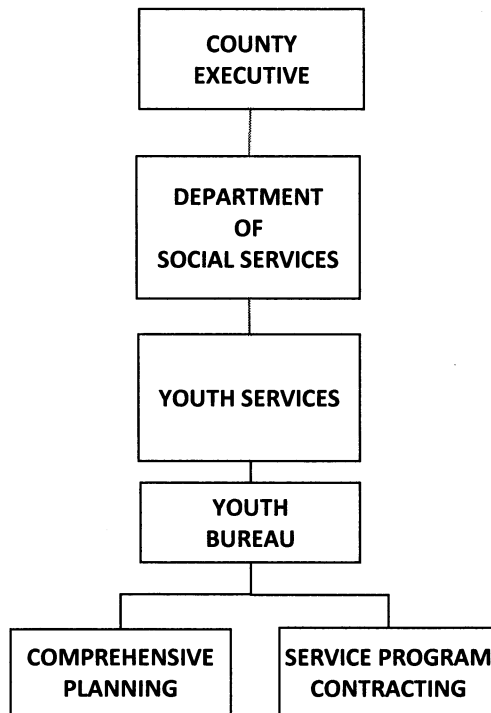 COUNTY
EXECUTIVE
DEPARTMENT
OF
SOCIAL SERVICES
YOUTH SERVICES
YOUTH
BUREAU
COMPREHENSIVE
PLANNING
SERVICE PROGRAM
CONTRACTING